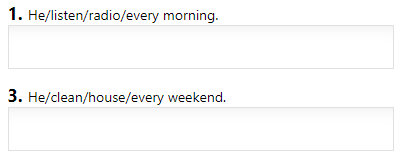 1. He/listen/radio/every morning.
3. He/clean/house/every weekend.